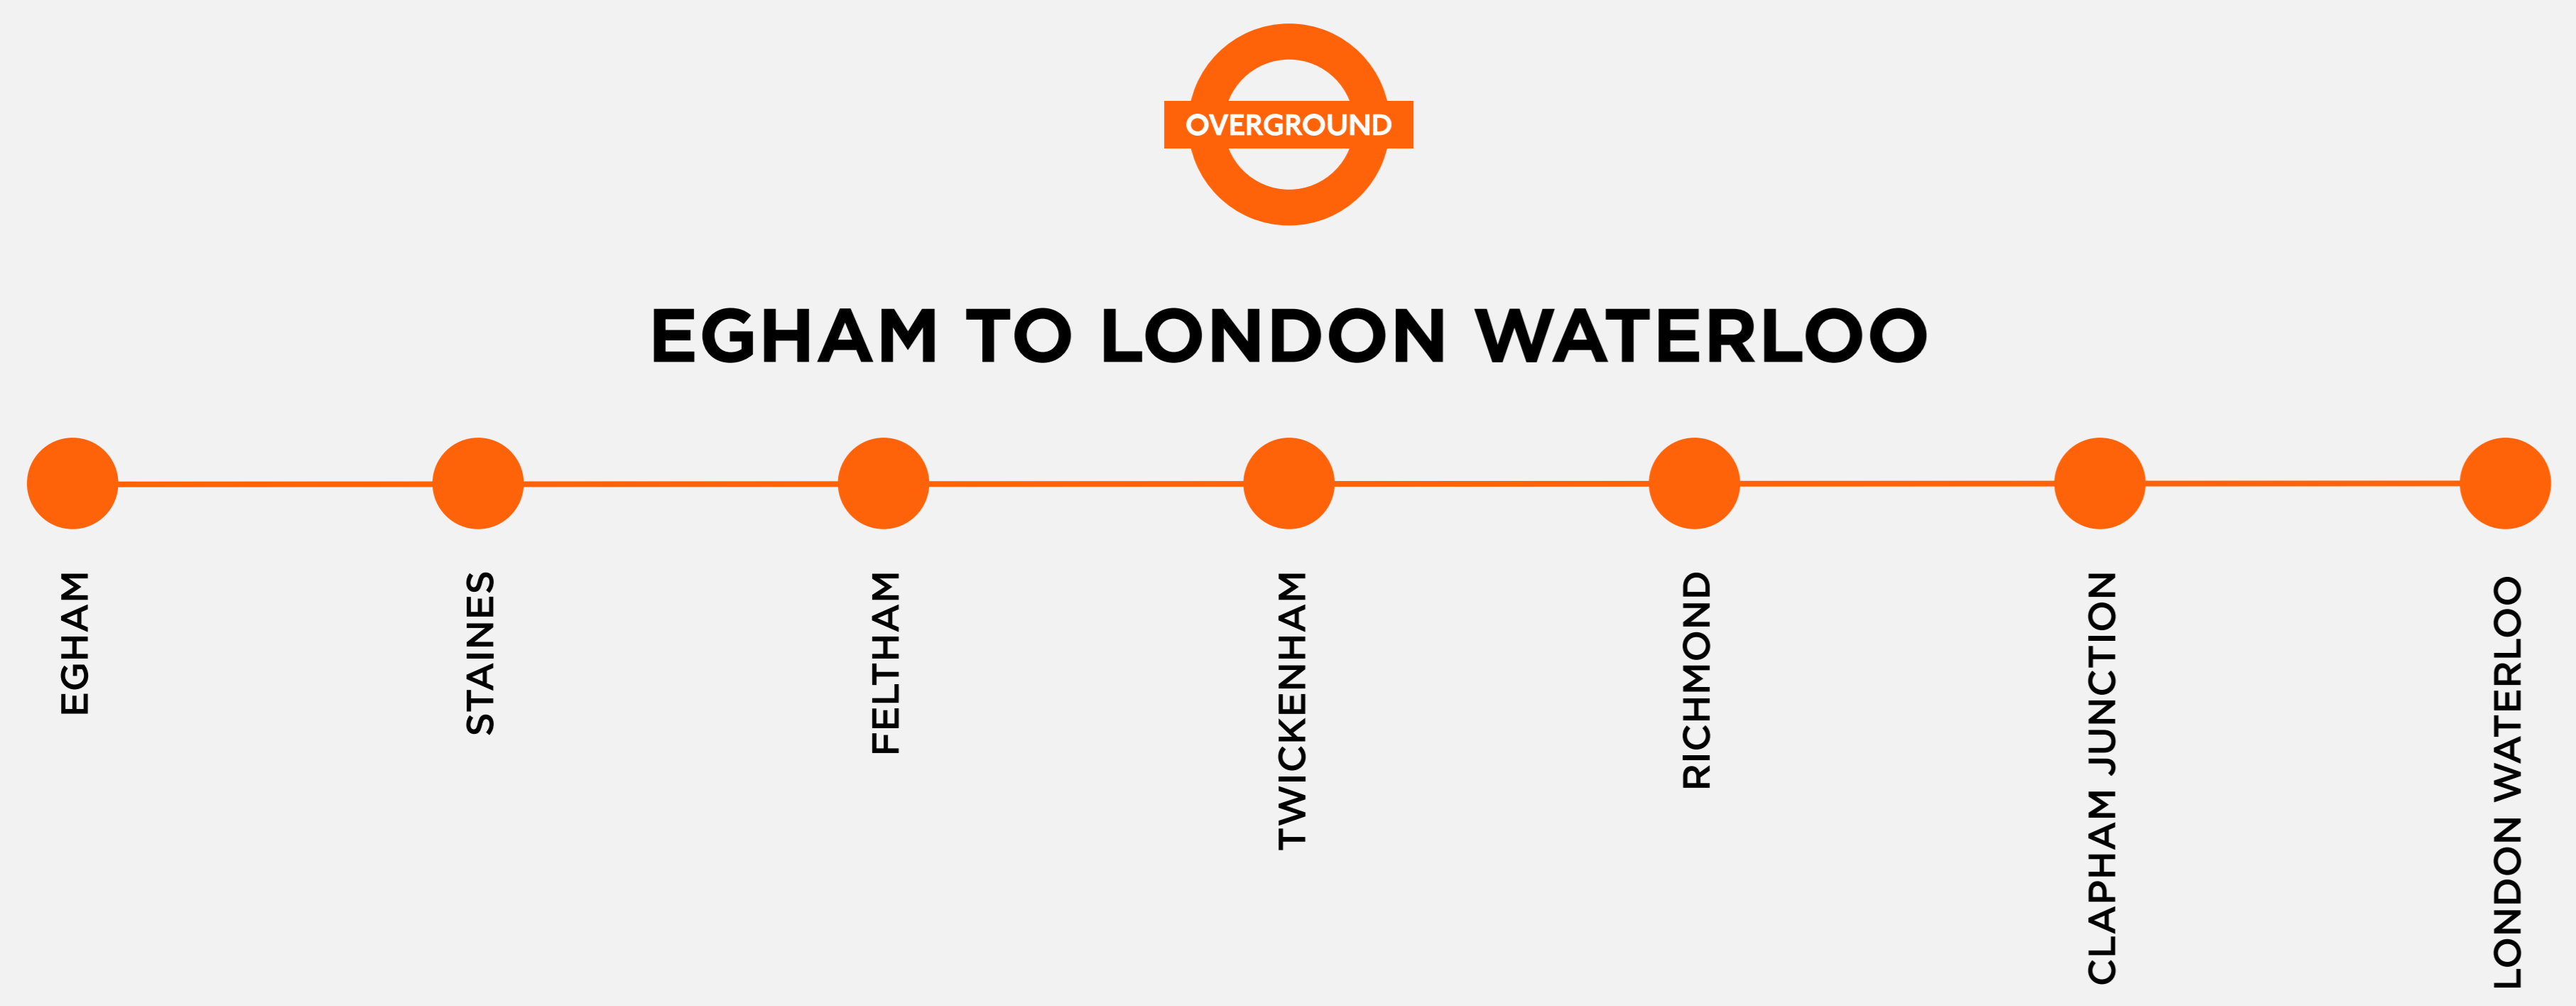 OVERGROUND
EGHAM TO LONDON WATERLOO
EGHAM
STAINES
FELTHAM
TWICKENHAM
RICHMOND
CLAPHAM JUNCTION
LONDON WATERLOO